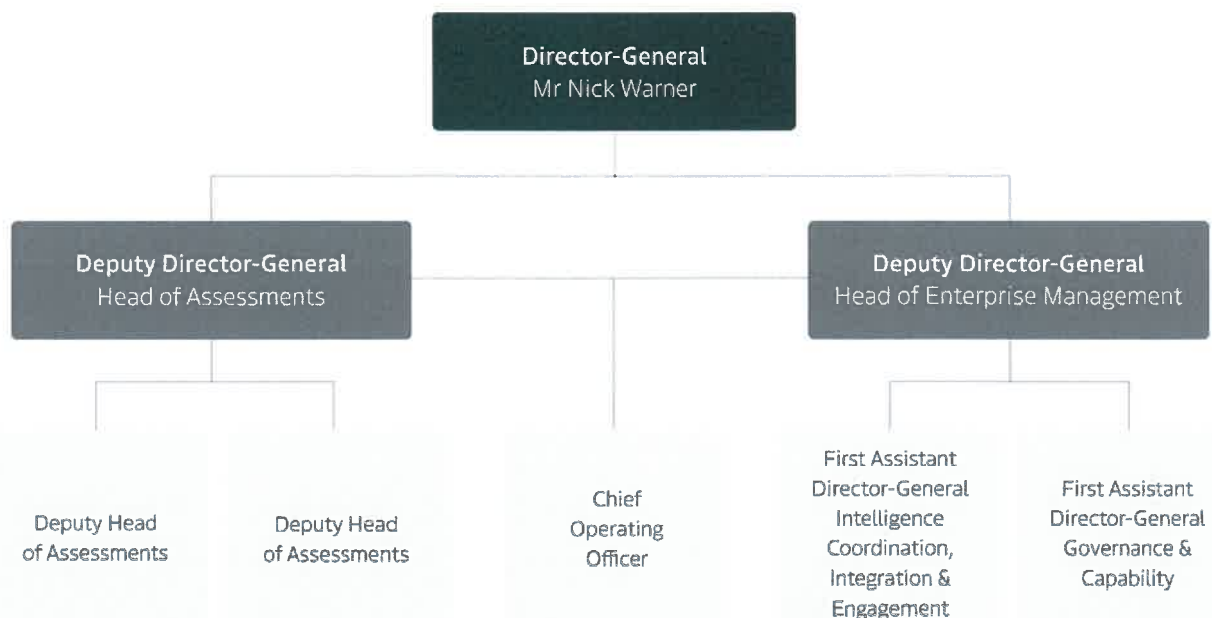 Director-General
Mr Nick Warner
Deputy Director-General
Head of Assessments
Deputy Director-General
Head of Enterprise Management
Deputy Head
of Assessments
Deputy Head
of Assessments
Chief
Operating
Officer
First Assistant
Director-General
Intelligence
Coordination,
Integration &
Engagement
First Assistant
Director-General
Governance &
Capability